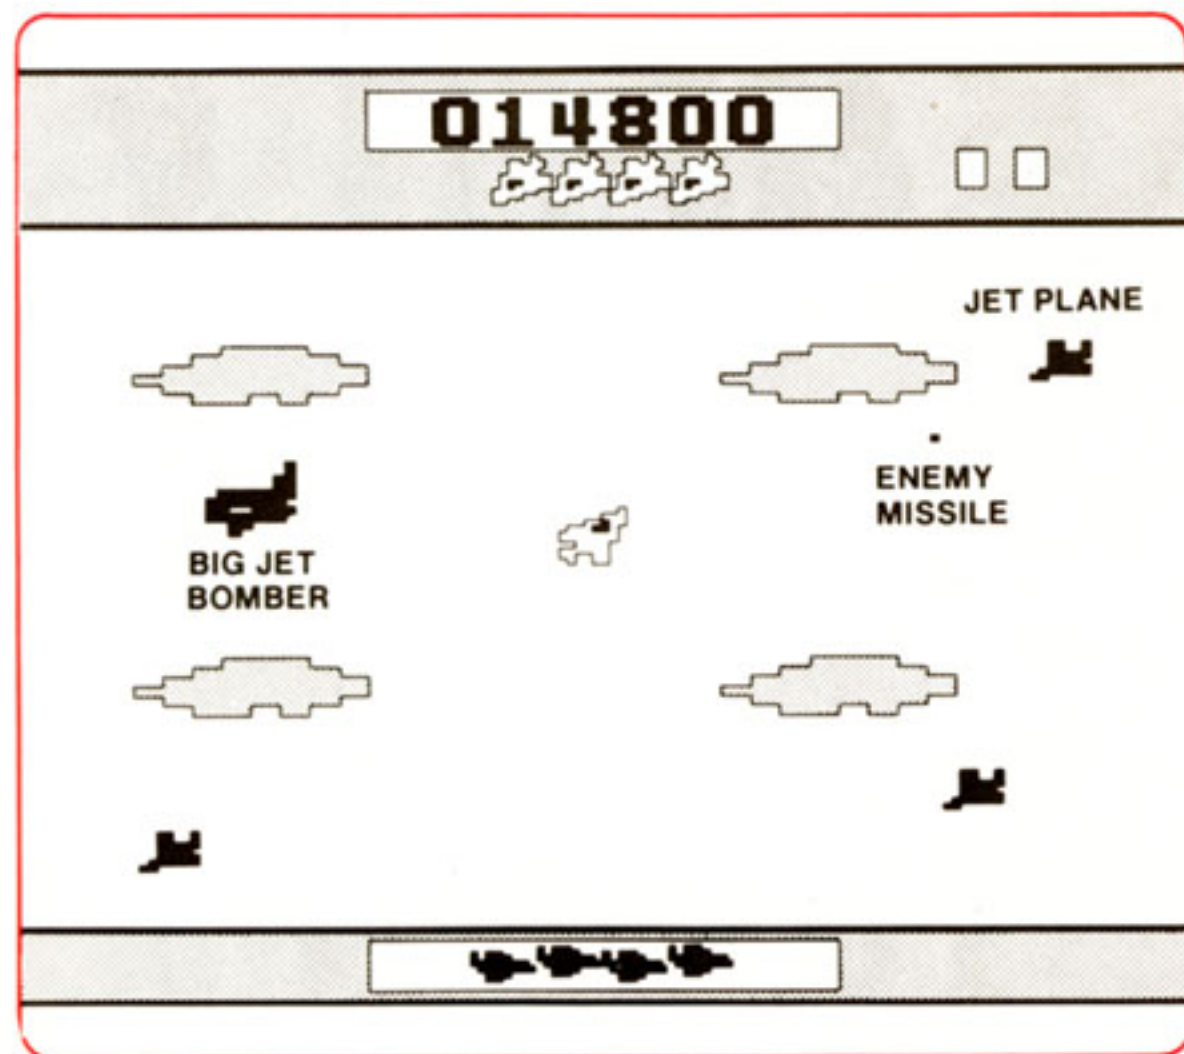 014800
JET PLANE
ENEMY
MISSILE
BIG JET
BOMBER